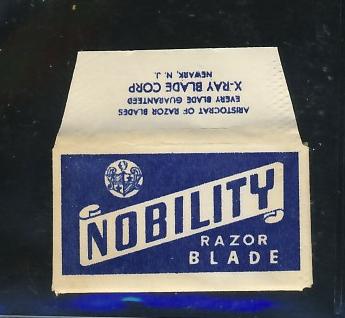 ARISTOCRAT OF RAZOR BLADES
EVERY BLADE GUARANTEED
X-RAY BLADE CORP
NEWARK, N. J.
NOBILITY
RAZOR
BLADE